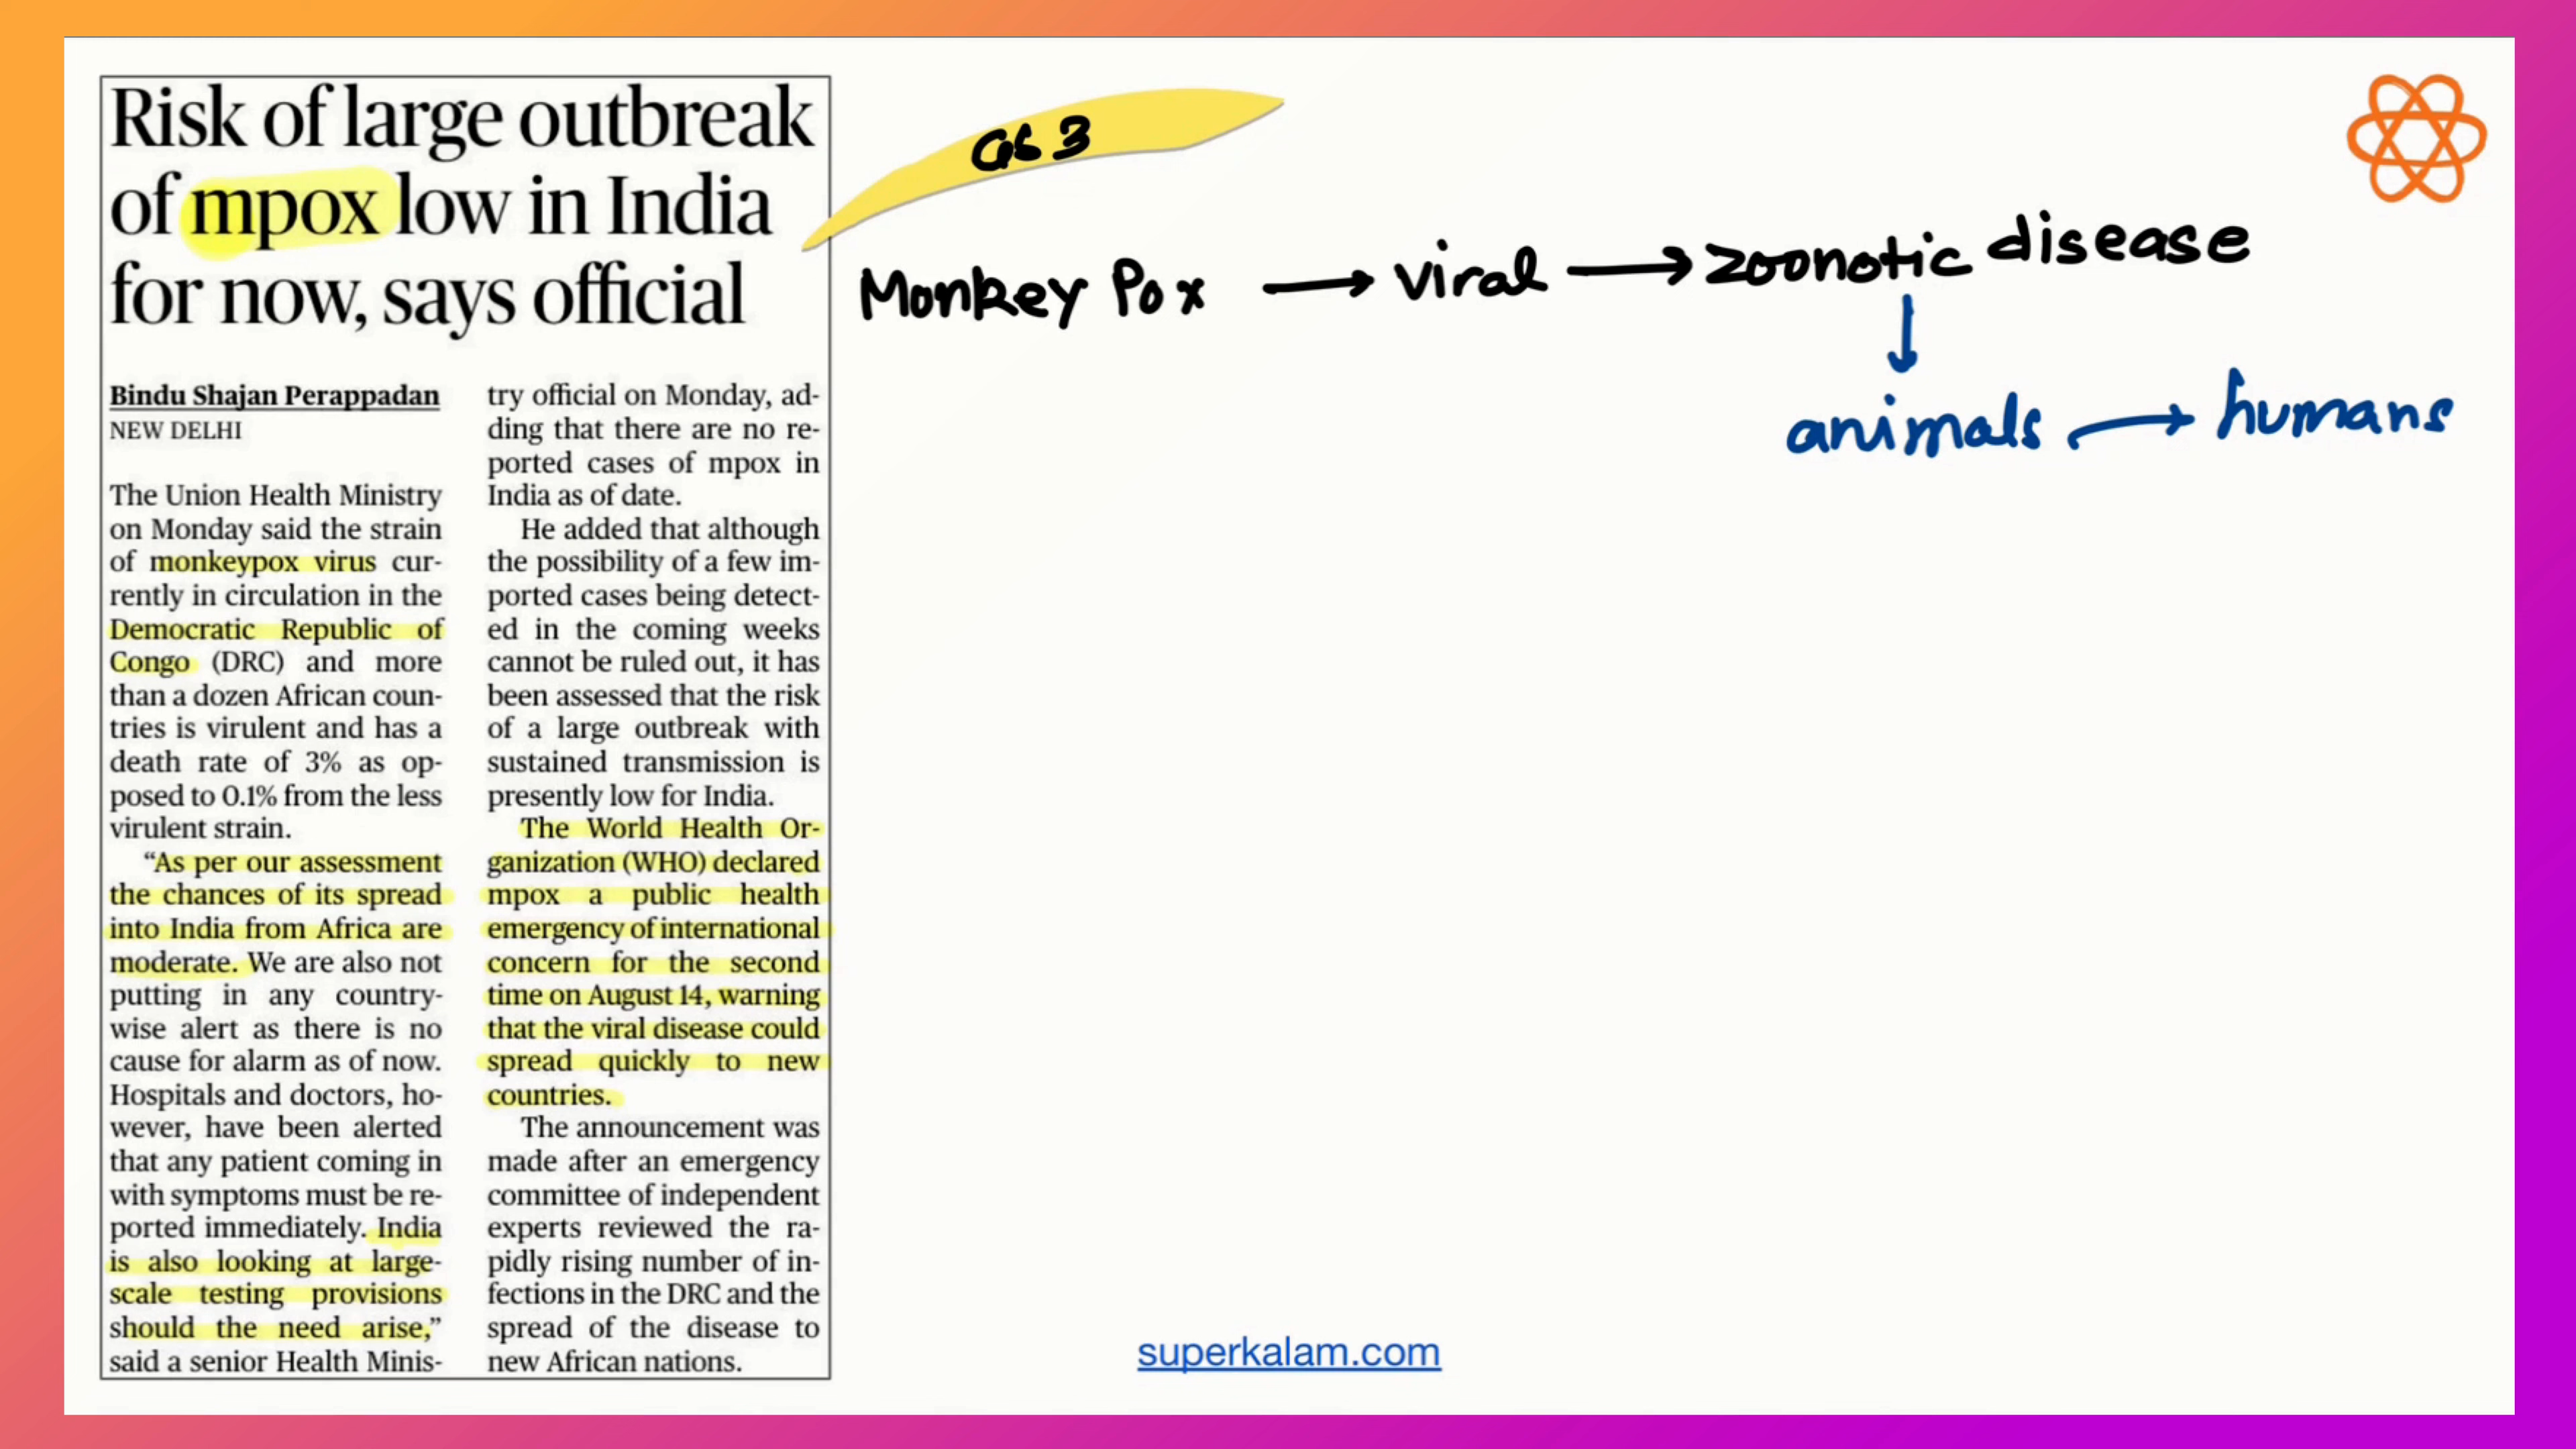 Risk of large outbreak
of mpox low in India
for now, says official
Bindu Shajan Perappadan
NEW DELHI
The Union Health Ministry
on Monday said the strain
of monkeypox virus cur-
rently in circulation in the
Democratic Republic of
Congo (DRC) and more
than a dozen African coun-
tries is virulent and has a
death rate of 3% as op-
posed to 0.1% from the less
virulent strain.
“As per our assessment
the chances of its spread
into India from Africa are
moderate. We are also not
putting in any country-
wise alert as there is no
cause for alarm as of now.
Hospitals and doctors, ho-
wever, have been alerted
that any patient coming in
with symptoms must be re-
ported immediately. India
is also looking at large-
scale testing provisions
should the need arise,”
said a senior Health Minis-
try official on Monday, ad-
ding that there are no re-
ported cases of mpox in
India as of date.
He added that although
the possibility of a few im-
ported cases being detect-
ed in the coming weeks
cannot be ruled out, it has
been assessed that the risk
of a large outbreak with
sustained transmission is
presently low for India.
The World Health Or-
ganization (WHO) declared
mpox a public health
emergency of international
concern for the second
time on August 14, warning
that the viral disease could
spread quickly to new
countries.
The announcement was
made after an emergency
committee of independent
experts reviewed the ra-
pidly rising number of in-
fections in the DRC and the
spread of the disease to
new African nations.
GS 3
Monkey Pox → viral → zoonotic disease
↓
animals → humans
superkalam.com